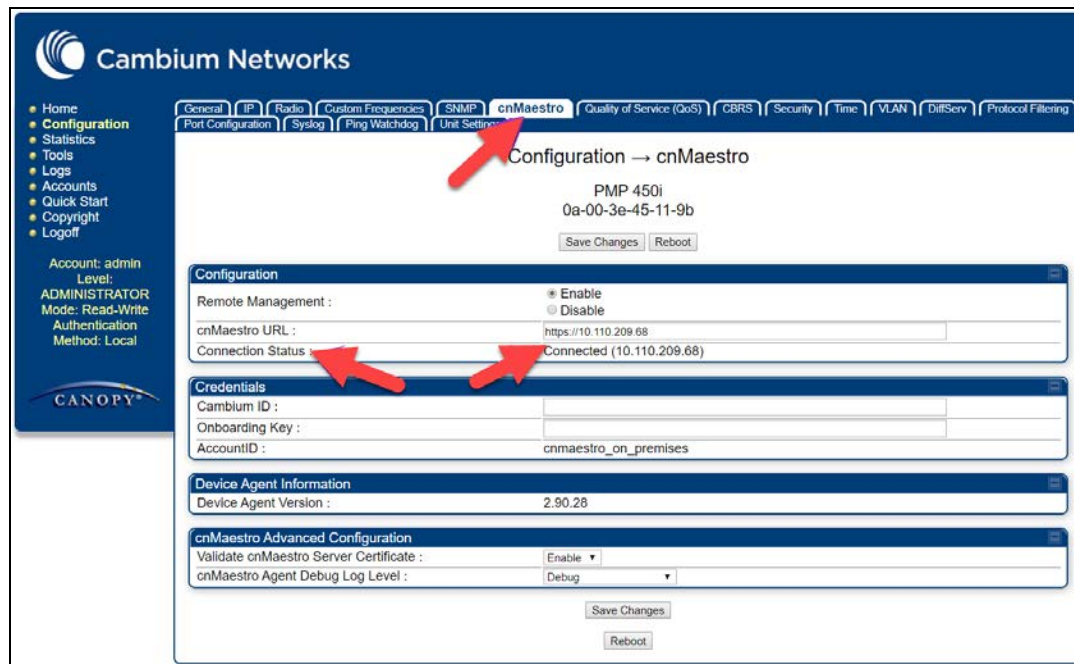 Cambium Networks
Home
Configuration
Statistics
Tools
Logs
Accounts
Quick Start
Copyright
Logoff
Account: admin
Level:
ADMINISTRATOR
Mode: Read-Write
Authentication
Method: Local
CANOPY
General IP Radio Custom Frequencies SNMP cnMaestro Quality of Service (QoS) CBRS Security Time VLAN DiffServ Protocol Filtering
Port Configuration Syslog Ping Watchdog Unit
Configuration → cnMaestro
PMP 450i
0a-00-3e-45-11-9b
Save Changes Reboot
Configuration
Remote Management : Enable
Disable
cnMaestro URL : https://10.110.209.68
Connection Status : Connected (10.110.209.68)
Credentials
Cambium ID :
Onboarding Key :
AccountID : cnmaestro_on_premises
Device Agent Information
Device Agent Version : 2.90.28
cnMaestro Advanced Configuration
Validate cnMaestro Server Certificate : Enable
cnMaestro Agent Debug Log Level : Debug
Save Changes
Reboot